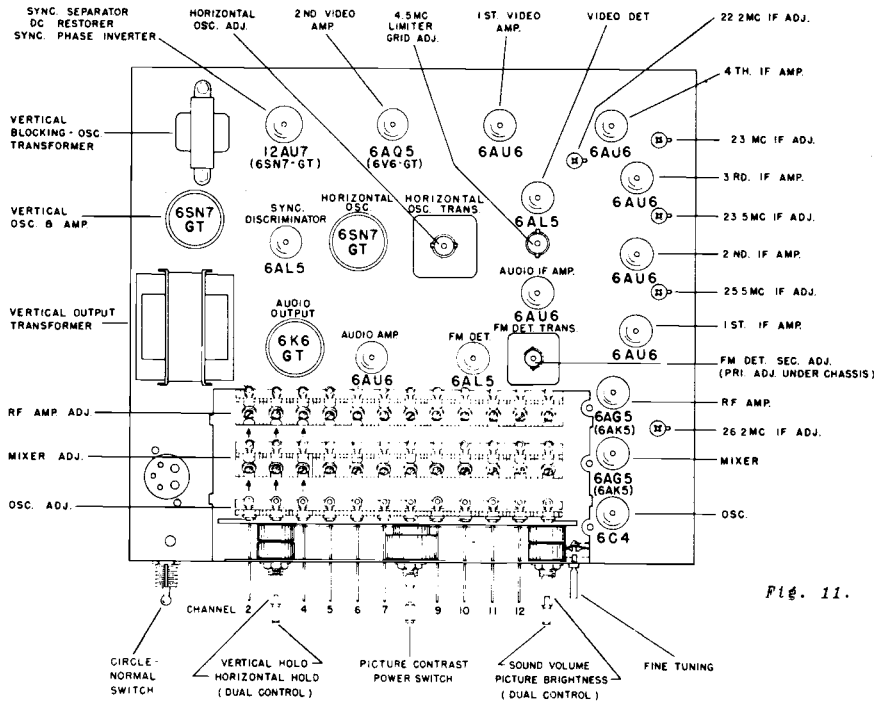 SYNC. SEPARATOR
DC RESTORER
SYNC. PHASE INVERTER
HORIZONTAL
OSC. ADJ.
2ND VIDEO
AMP.
4.5MC
LIMITER
GRID ADJ.
1ST. VIDEO
AMP.
VIDEO DET
22 2MC IF ADJ.
4TH. IF AMP.
VERTICAL
BLOCKING - OSC.
TRANSFORMER
12AU7
(6SN7-GT)
6AQ5
(6V6-GT)
6AU6
6AU6
23 MC IF ADJ.
3 RD. IF AMP.
6AU6
VERTICAL
OSC. & AMP.
6SN7
GT
SYNC.
DISCRIMINATOR
6AL5
HORIZONTAL
OSC.
6SN7
GT
HORIZONTAL
OSC. TRANS.
6AL5
23 5MC IF ADJ.
2ND. IF AMP.
6AU6
AUDIO IF AMP.
6AU6
25 5MC IF ADJ.
VERTICAL OUTPUT
TRANSFORMER
AUDIO
OUTPUT
6K6
GT
AUDIO AMP.
6AU6
FM DET.
6AL5
FM DET TRANS.
1 ST. IF AMP.
6AU6
FM DET. SEC. ADJ.
(PRI. ADJ. UNDER CHASSIS)
RF AMP ADJ.
RF AMP.
6AG5
(6AK5)
26 2MC IF ADJ.
MIXER ADJ.
MIXER
6AG5
(6AK5)
OSC. ADJ.
OSC.
6C4
Fig. 11.
CHANNEL 2 4 5 6 7 9 10 11 12
CIRCLE-
NORMAL
SWITCH
VERTICAL HOLD
HORIZONTAL HOLD
(DUAL CONTROL)
PICTURE CONTRAST
POWER SWITCH
SOUND VOLUME
PICTURE BRIGHTNESS
(DUAL CONTROL)
FINE TUNING